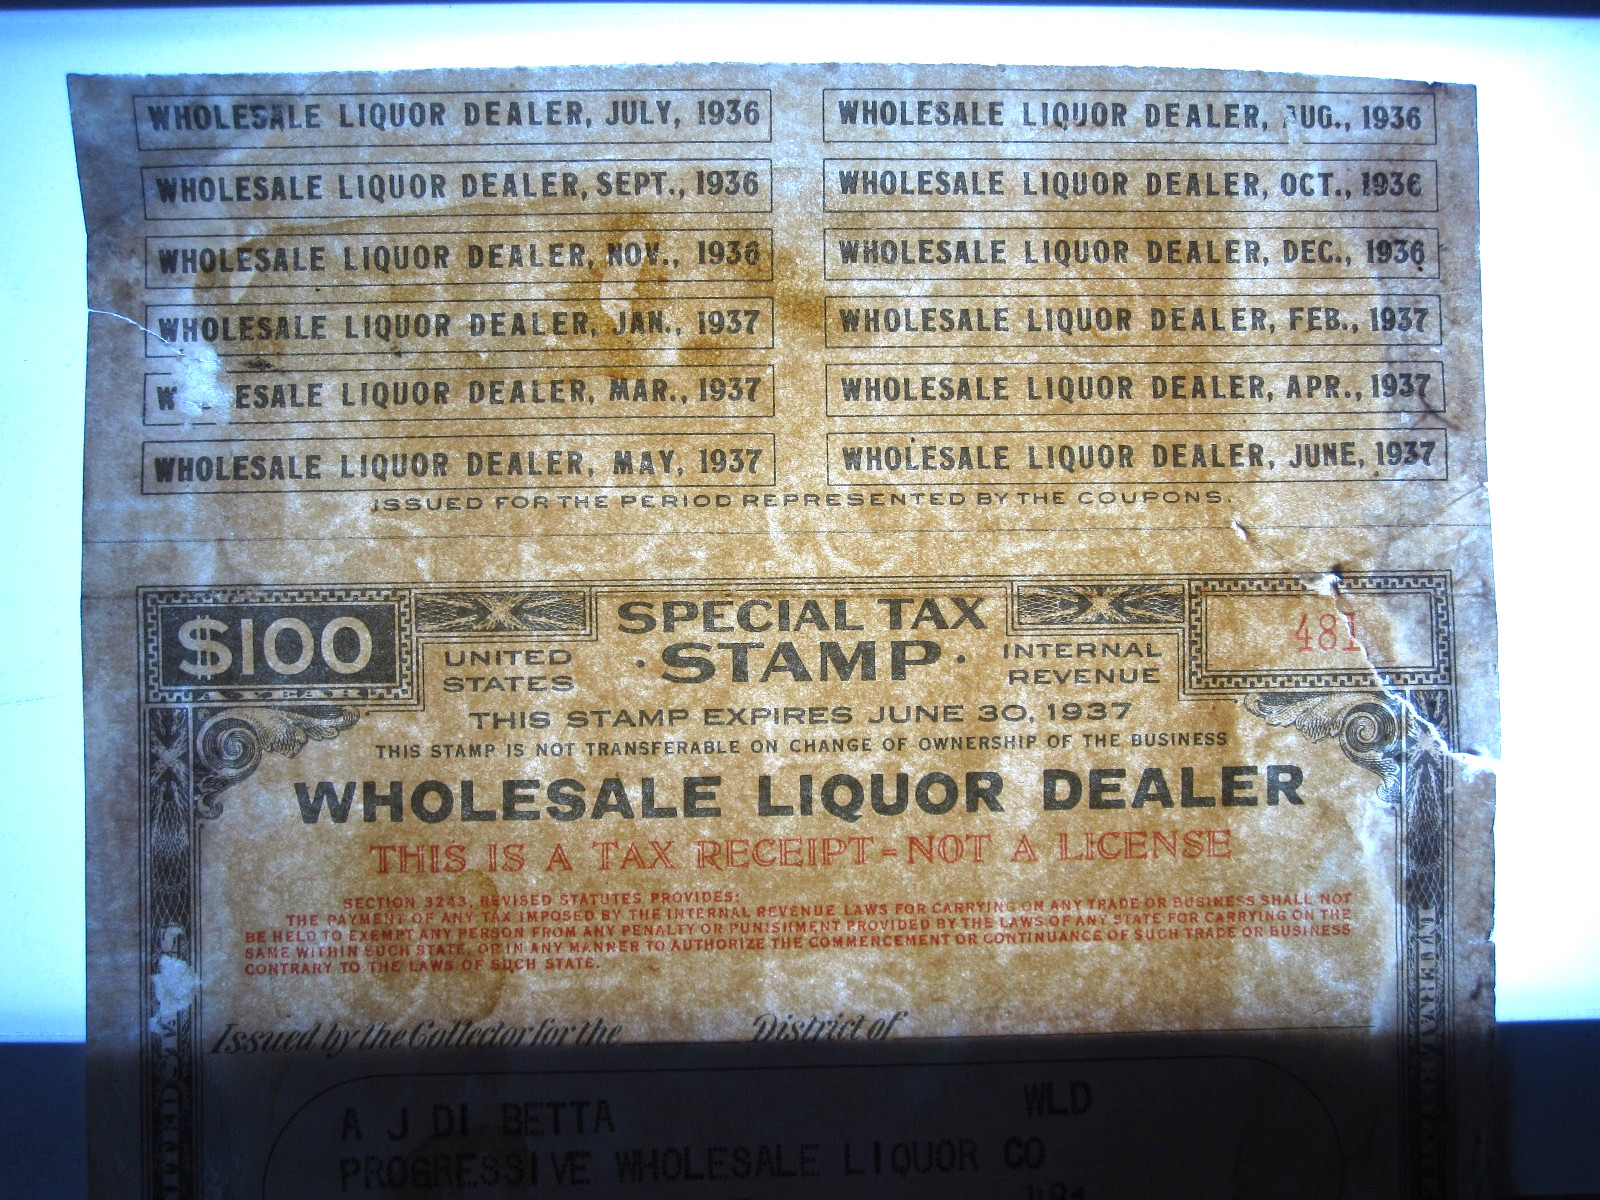 WHOLESALE LIQUOR DEALER, JULY, 1936
WHOLESALE LIQUOR DEALER, AUG., 1936
WHOLESALE LIQUOR DEALER, SEPT., 1936
WHOLESALE LIQUOR DEALER, OCT., 1936
WHOLESALE LIQUOR DEALER, NOV., 1936
WHOLESALE LIQUOR DEALER, DEC., 1936
WHOLESALE LIQUOR DEALER, JAN., 1937
WHOLESALE LIQUOR DEALER, FEB., 1937
W ESALE LIQUOR DEALER, MAR., 1937
WHOLESALE LIQUOR DEALER, APR., 1937
WHOLESALE LIQUOR DEALER, MAY, 1937
WHOLESALE LIQUOR DEALER, JUNE, 1937
ISSUED FOR THE PERIOD REPRESENTED BY THE COUPONS.
$100
A YEAR
UNITED STATES
SPECIAL TAX
· STAMP ·
INTERNAL REVENUE
481
THIS STAMP EXPIRES JUNE 30, 1937
THIS STAMP IS NOT TRANSFERABLE ON CHANGE OF OWNERSHIP OF THE BUSINESS
WHOLESALE LIQUOR DEALER
THIS IS A TAX RECEIPT=NOT A LICENSE
SECTION 3243, REVISED STATUTES PROVIDES:
THE PAYMENT OF ANY TAX IMPOSED BY THE INTERNAL REVENUE LAWS FOR CARRYING ON ANY TRADE OR BUSINESS SHALL NOT
BE HELD TO EXEMPT ANY PERSON FROM ANY PENALTY OR PUNISHMENT PROVIDED BY THE LAWS OF ANY STATE FOR CARRYING ON THE
SAME WITHIN SUCH STATE, OR IN ANY MANNER TO AUTHORIZE THE COMMENCEMENT OR CONTINUANCE OF SUCH TRADE OR BUSINESS
CONTRARY TO THE LAWS OF SUCH STATE.
Issued by the Collector for the District of
A J DI BETTA WLD
PROGRESSIVE WHOLESALE LIQUOR CO